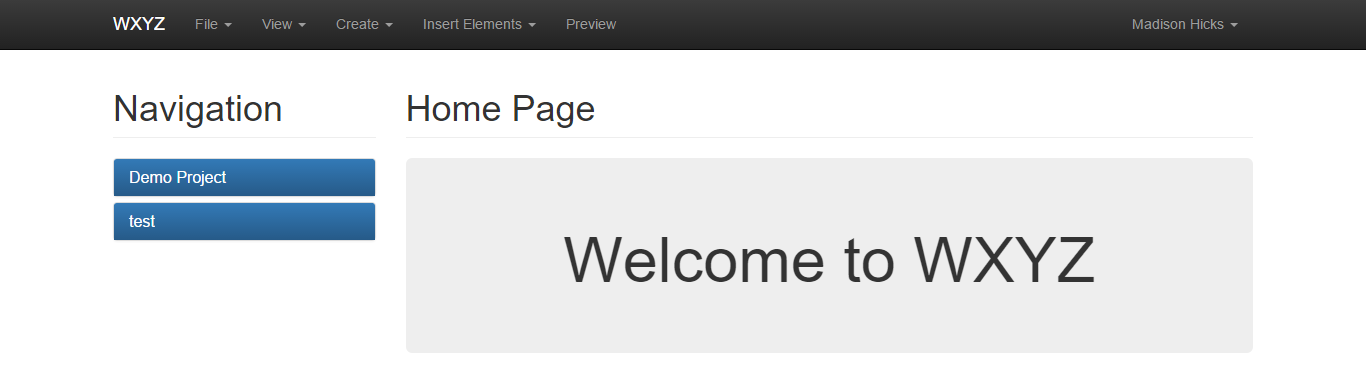 WXYZ File View Create Insert Elements Preview Madison Hicks
Navigation
Demo Project
test
Home Page
Welcome to WXYZ